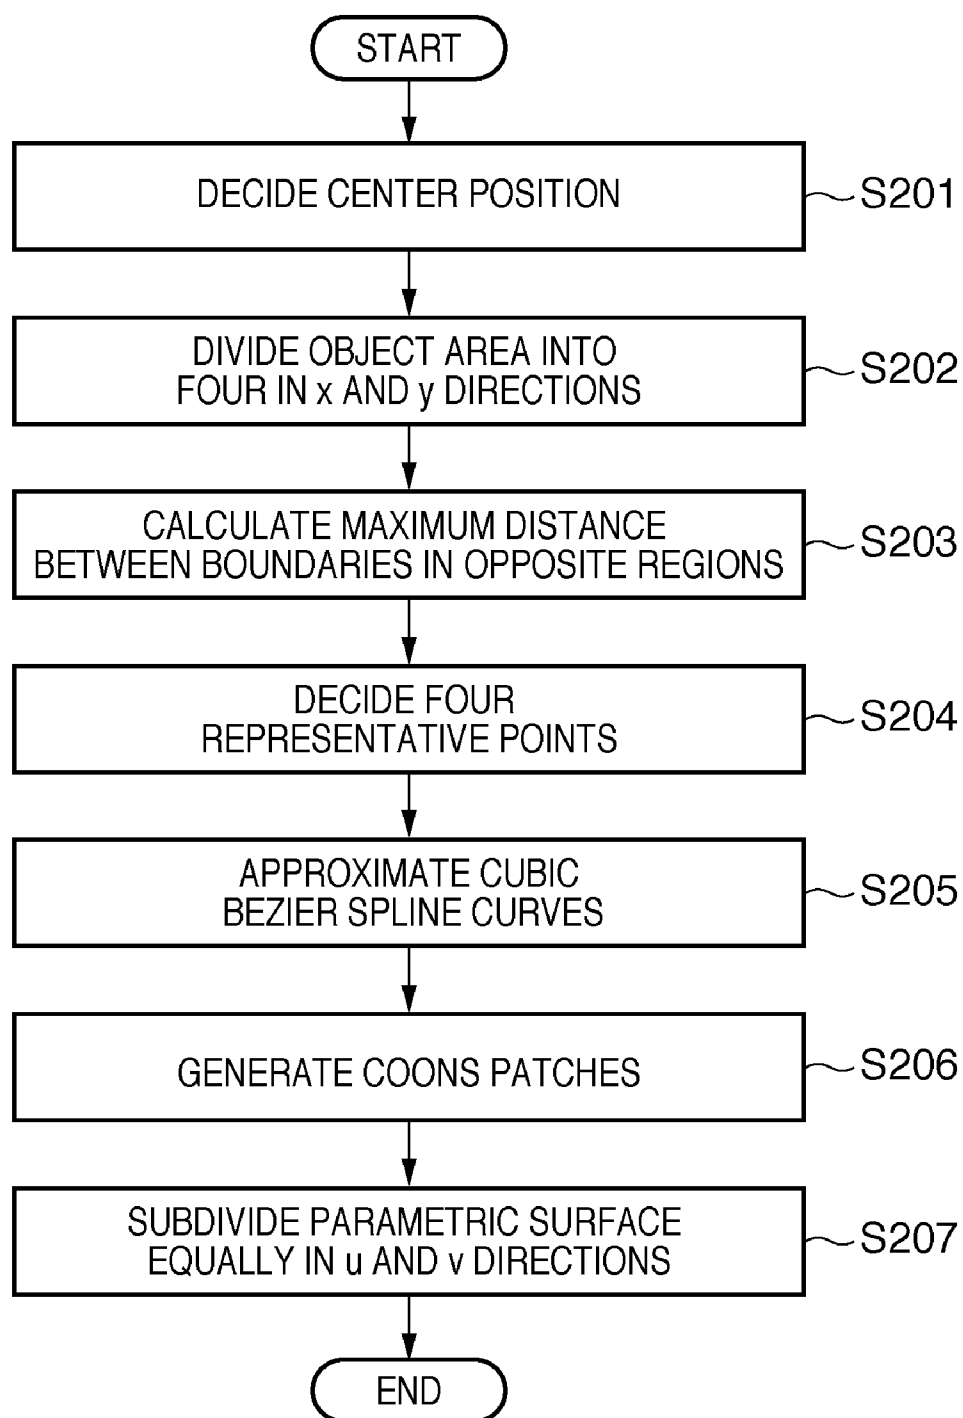 START
DECIDE CENTER POSITION
S201
DIVIDE OBJECT AREA INTO
FOUR IN x AND y DIRECTIONS
S202
CALCULATE MAXIMUM DISTANCE
BETWEEN BOUNDARIES IN OPPOSITE REGIONS
S203
DECIDE FOUR
REPRESENTATIVE POINTS
S204
APPROXIMATE CUBIC
BEZIER SPLINE CURVES
S205
GENERATE COONS PATCHES
S206
SUBDIVIDE PARAMETRIC SURFACE
EQUALLY IN u AND v DIRECTIONS
S207
END